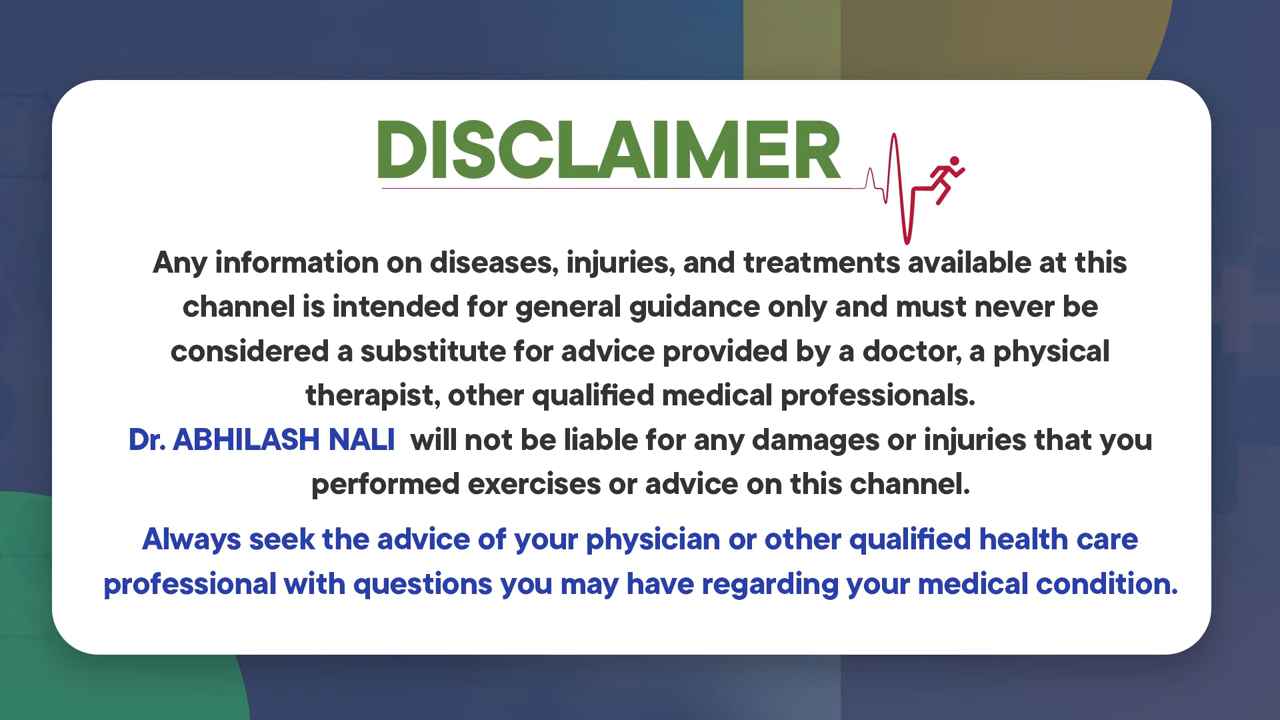 DISCLAIMER
Any information on diseases, injuries, and treatments available at this
channel is intended for general guidance only and must never be
considered a substitute for advice provided by a doctor, a physical
therapist, other qualified medical professionals.
Dr. ABHILASH NALI will not be liable for any damages or injuries that you
performed exercises or advice on this channel.
Always seek the advice of your physician or other qualified health care
professional with questions you may have regarding your medical condition.